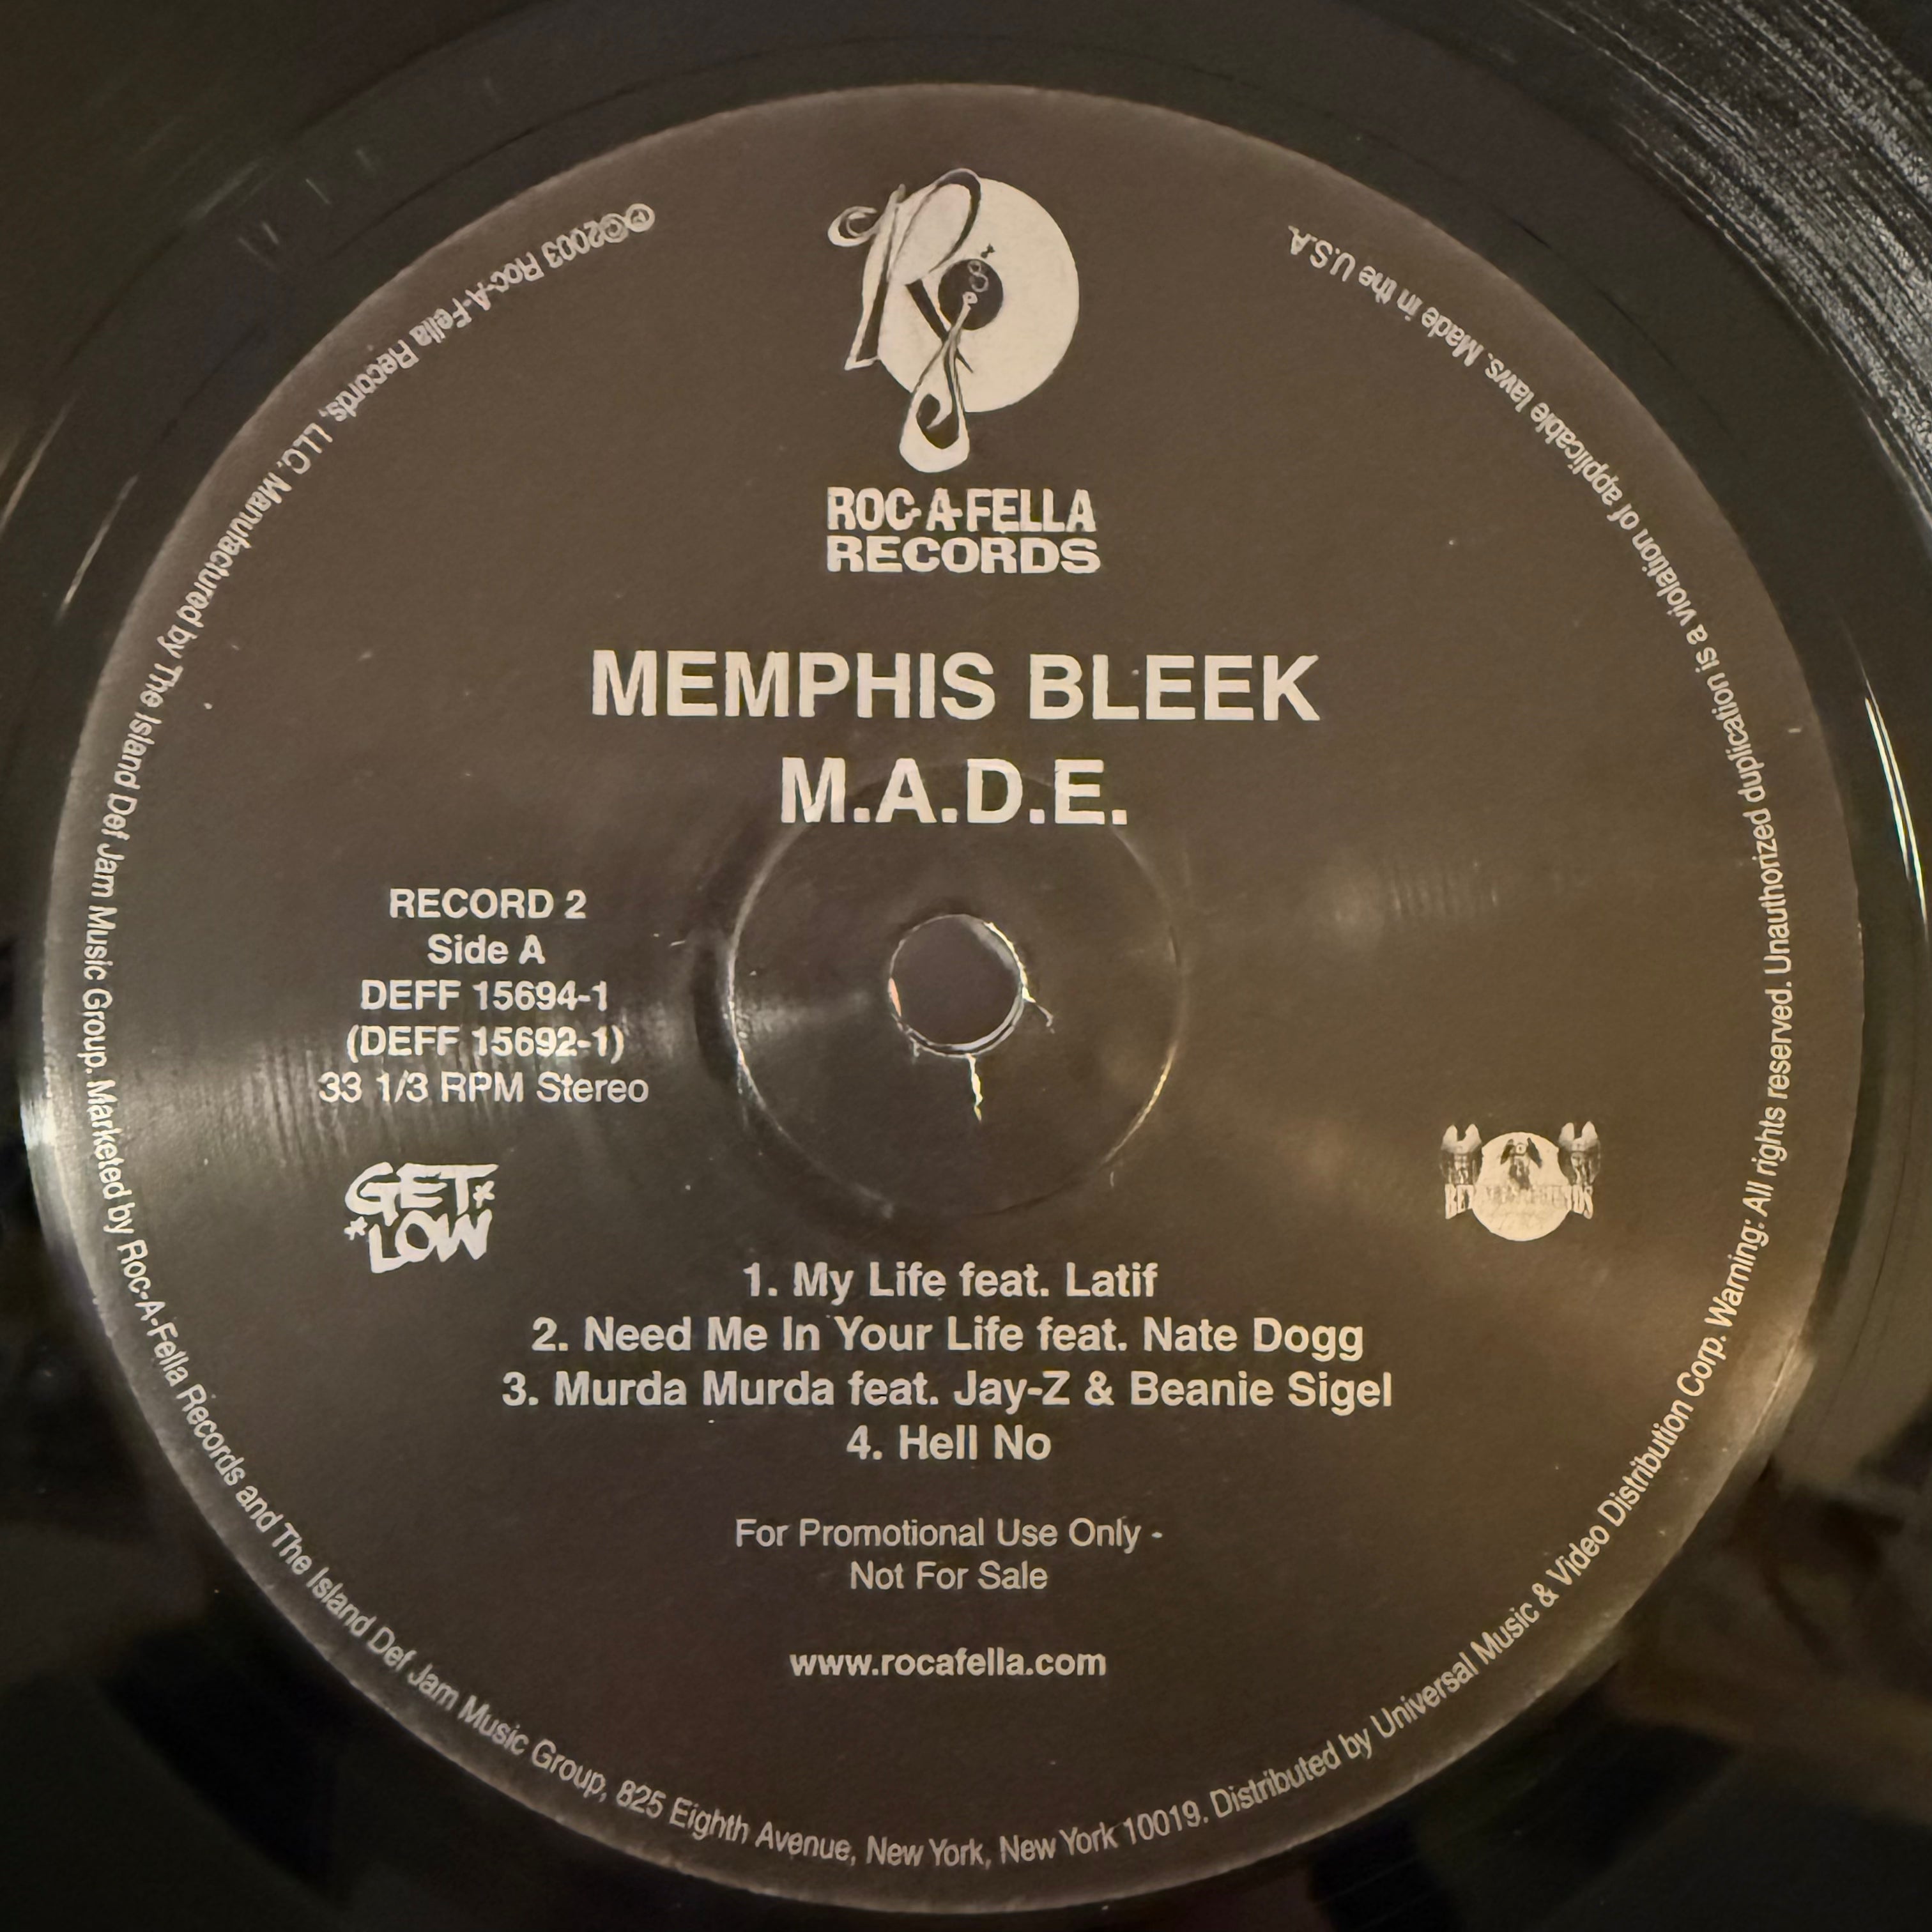 ROC-A-FELLA
RECORDS
MEMPHIS BLEEK
M.A.D.E.
RECORD 2
Side A
DEFF 15694-1
(DEFF 15692-1)
33 1/3 RPM Stereo
GET
LOW
1. My Life feat. Latif
2. Need Me In Your Life feat. Nate Dogg
3. Murda Murda feat. Jay-Z & Beanie Sigel
4. Hell No
For Promotional Use Only -
Not For Sale
www.rocafella.com
℗©2003 Roc-A-Fella Records, LLC. Manufactured by The Island Def Jam Music Group. Marketed by Roc-A-Fella Records and The Island Def Jam Music Group, 825 Eighth Avenue, New York, New York 10019. Distributed by Universal Music & Video Distribution Corp. Warning: All rights reserved. Unauthorized duplication is a violation of applicable laws. Made in the U.S.A.